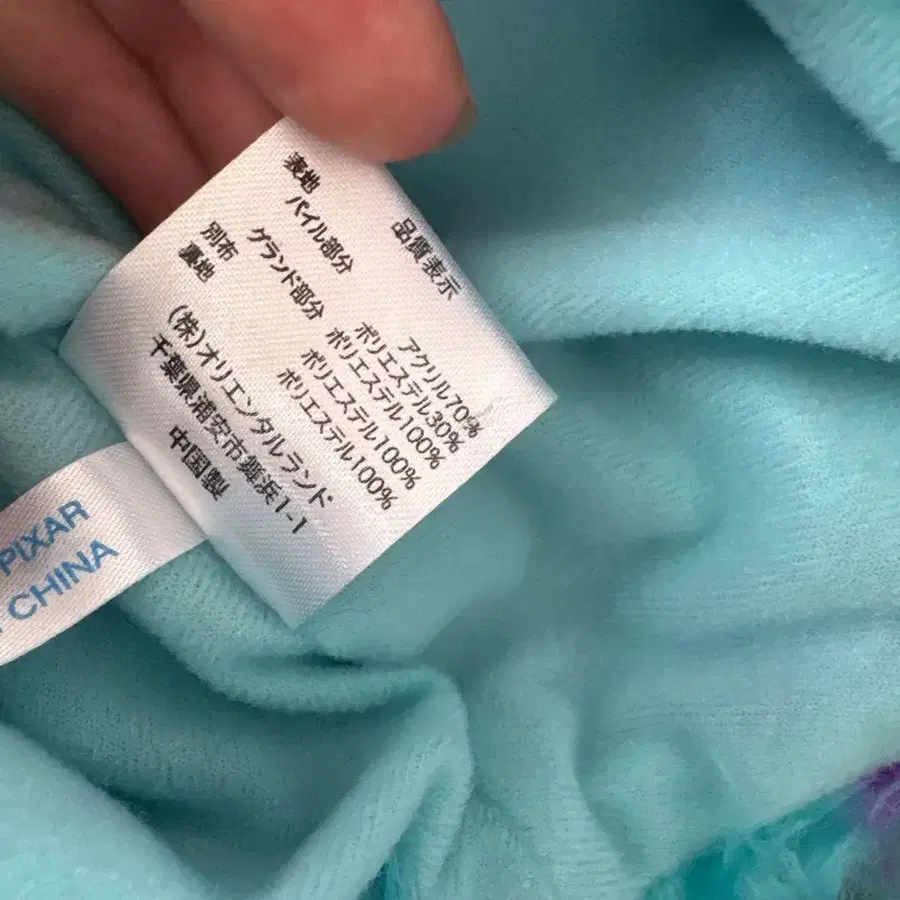 品質表示
表地
パイル部分 アクリル70%
ポリエステル30%
グランド部分 ポリエステル100%
別布 ポリエステル100%
裏地 ポリエステル100%
(株)オリエンタルランド
千葉県浦安市舞浜1-1
中国製
PIXAR
CHINA